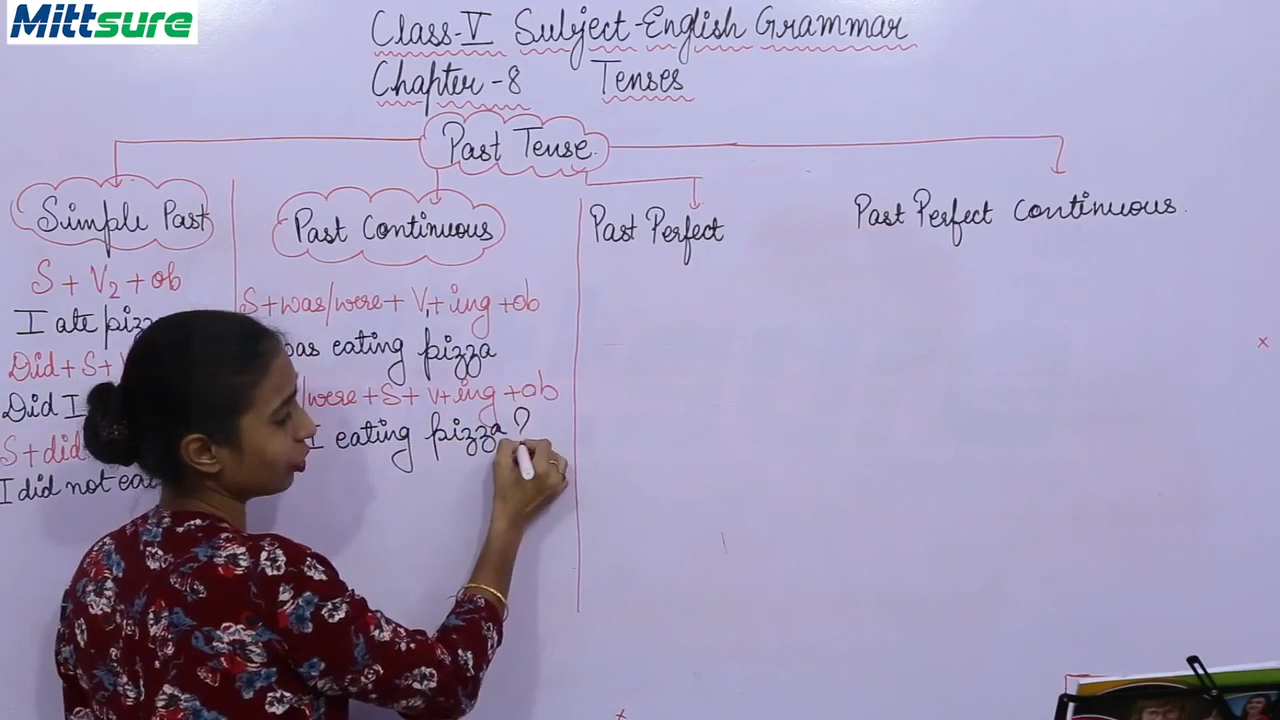 Mittsure
Class-V Subject-English Grammar
Chapter-8 Tenses
Past Tense.
Simple Past
Past Continuous
Past Perfect
Past Perfect Continuous.
S + V2 + ob
I ate
Did + S +
Did I
S + did
I did not eat
S+was/were + V1+ing+ob
was eating pizza
/were +S+ V+ing +ob
I eating pizza?